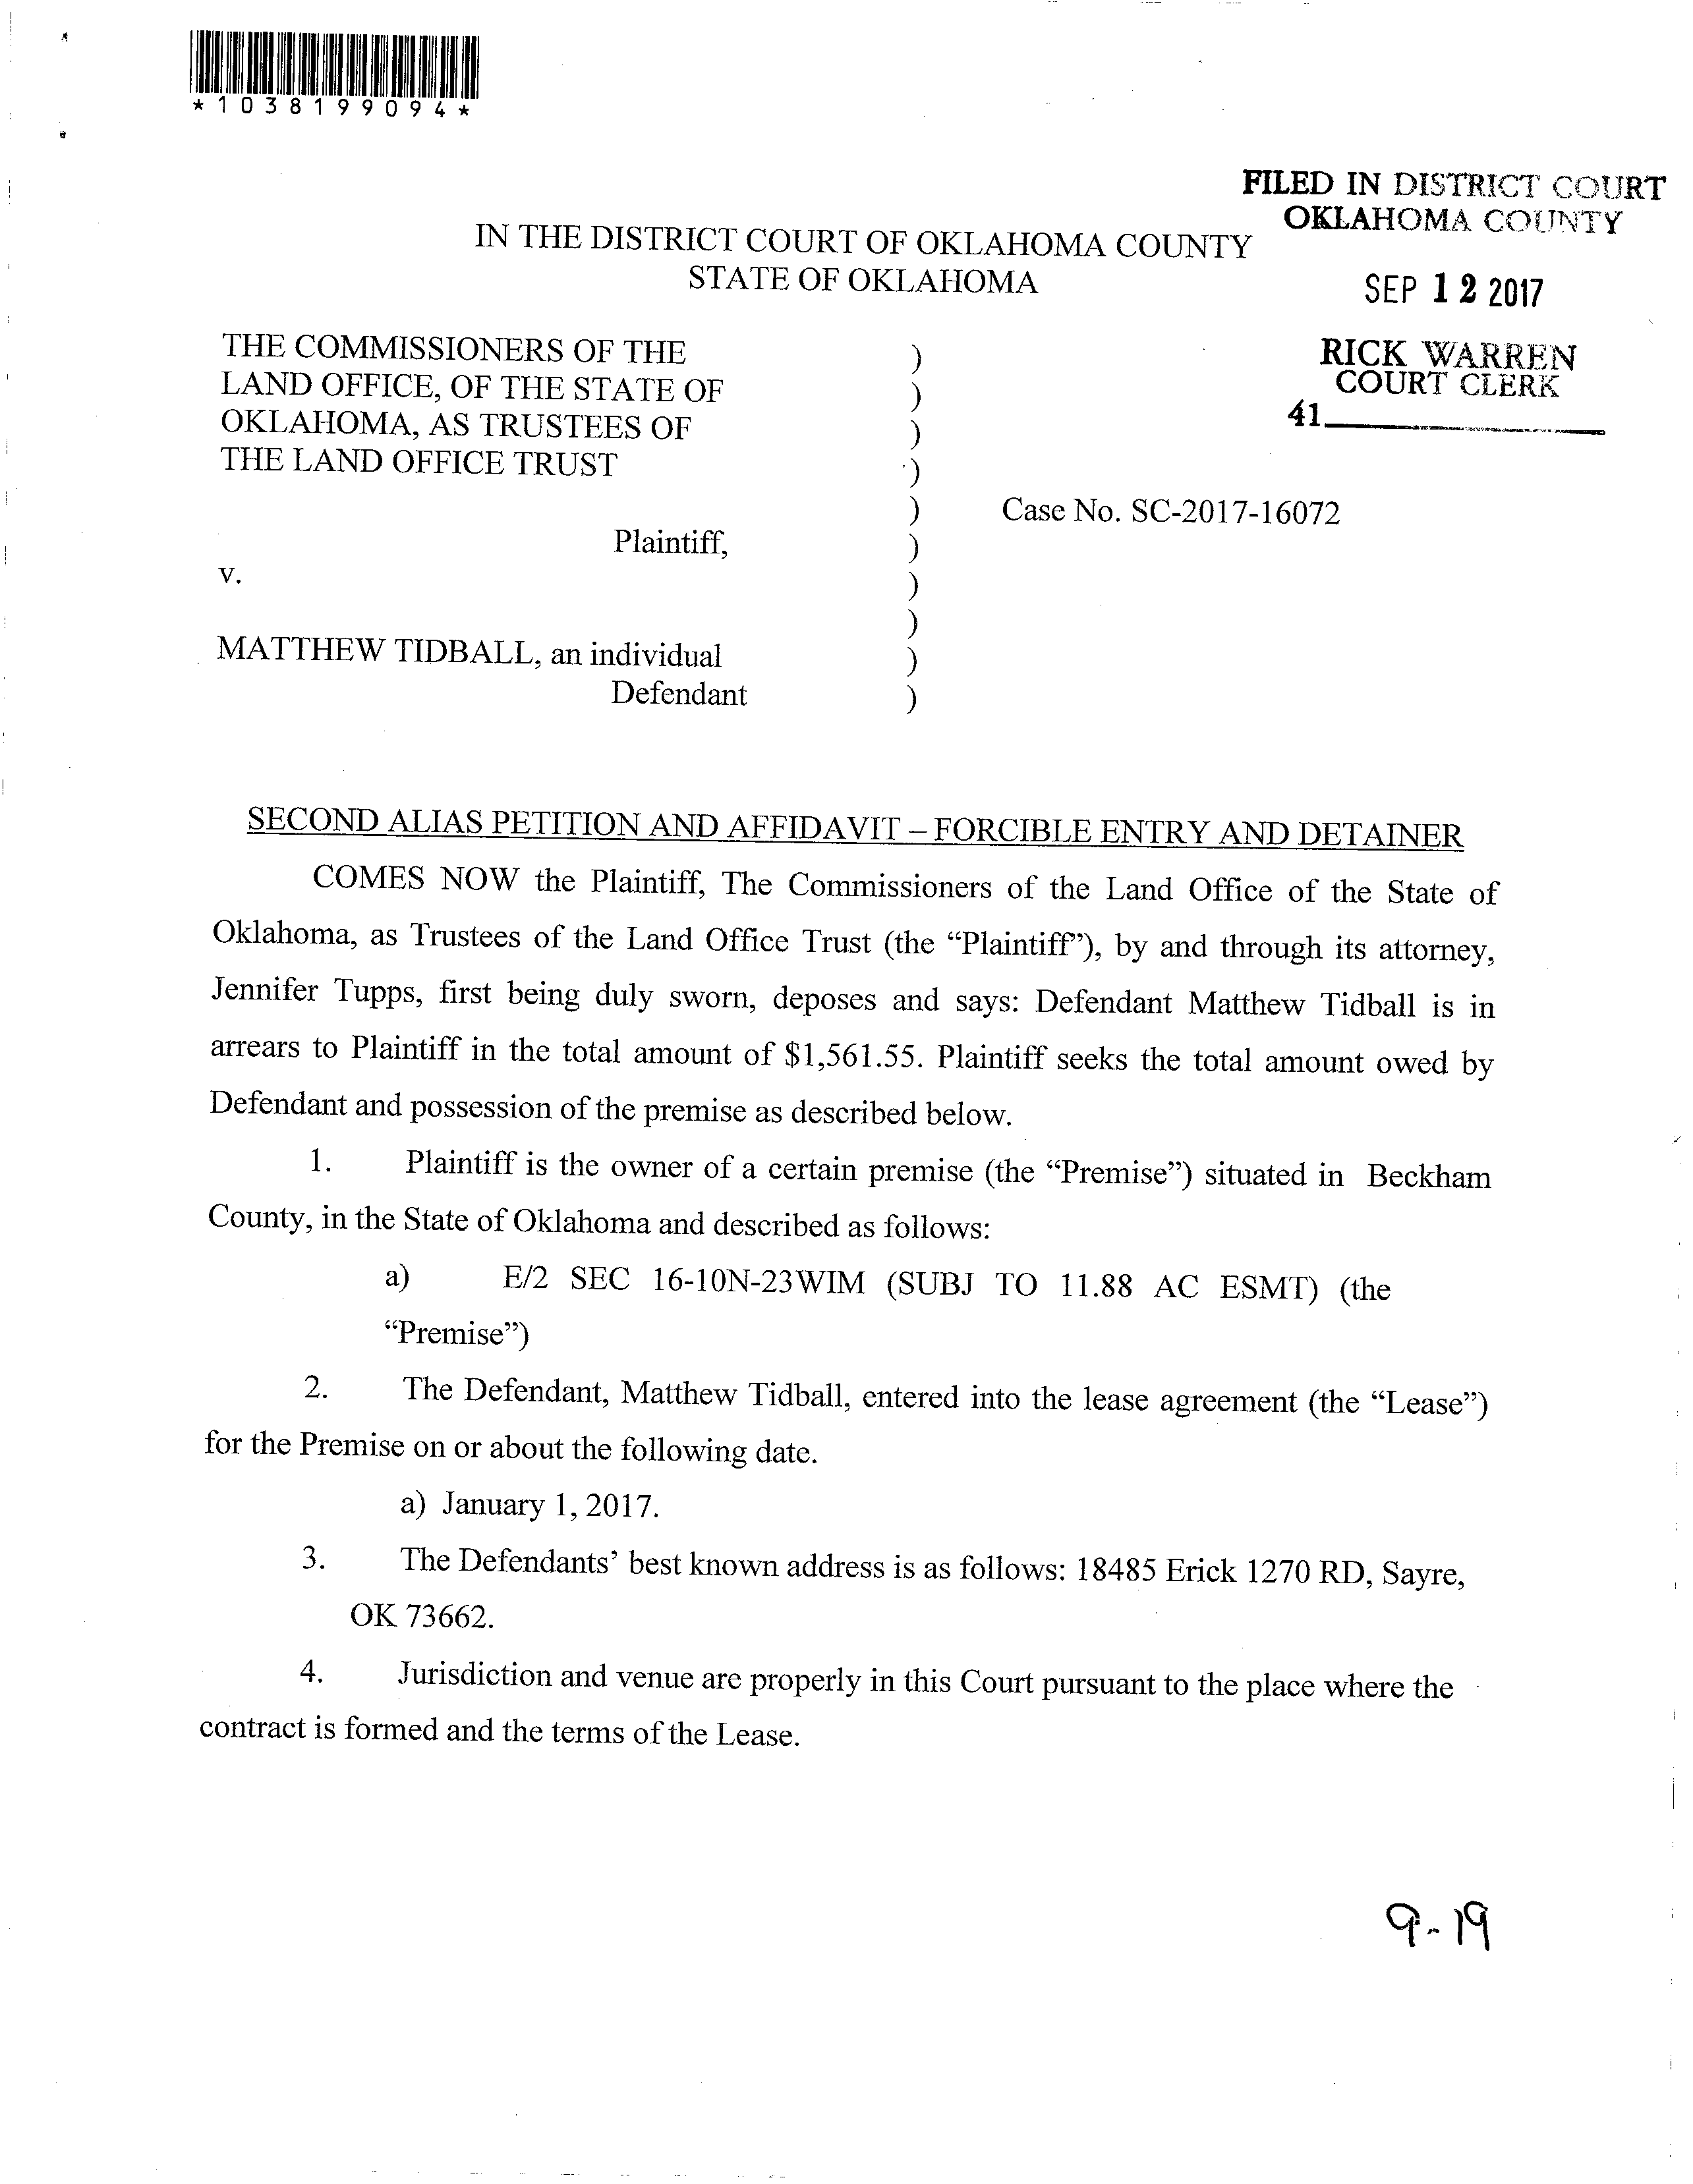 *1038199094*
FILED IN DISTRICT COURT
OKLAHOMA COUNTY
IN THE DISTRICT COURT OF OKLAHOMA COUNTY
STATE OF OKLAHOMA
SEP 12 2017
RICK WARREN
COURT CLERK
41
THE COMMISSIONERS OF THE )
LAND OFFICE, OF THE STATE OF )
OKLAHOMA, AS TRUSTEES OF )
THE LAND OFFICE TRUST )
) Case No. SC-2017-16072
Plaintiff, )
v. )
)
MATTHEW TIDBALL, an individual )
Defendant )
SECOND ALIAS PETITION AND AFFIDAVIT – FORCIBLE ENTRY AND DETAINER
COMES NOW the Plaintiff, The Commissioners of the Land Office of the State of
Oklahoma, as Trustees of the Land Office Trust (the “Plaintiff”), by and through its attorney,
Jennifer Tupps, first being duly sworn, deposes and says: Defendant Matthew Tidball is in
arrears to Plaintiff in the total amount of $1,561.55. Plaintiff seeks the total amount owed by
Defendant and possession of the premise as described below.
1. Plaintiff is the owner of a certain premise (the “Premise”) situated in Beckham
County, in the State of Oklahoma and described as follows:
a) E/2 SEC 16-10N-23WIM (SUBJ TO 11.88 AC ESMT) (the
“Premise”)
2. The Defendant, Matthew Tidball, entered into the lease agreement (the “Lease”)
for the Premise on or about the following date.
a) January 1, 2017.
3. The Defendants’ best known address is as follows: 18485 Erick 1270 RD, Sayre,
OK 73662.
4. Jurisdiction and venue are properly in this Court pursuant to the place where the
contract is formed and the terms of the Lease.
9-19